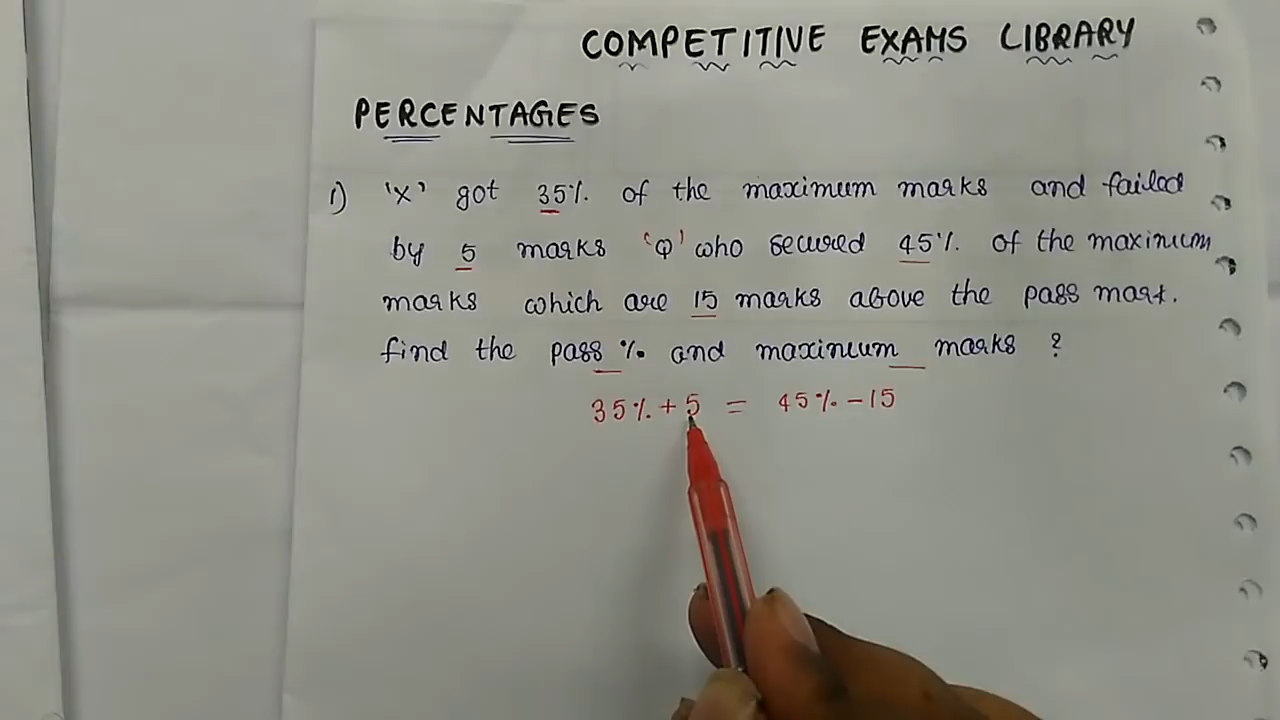 COMPETITIVE EXAMS LIBRARY
PERCENTAGES
1) 'X' got 35% of the maximum marks and failed
by 5 marks 'Q' who secured 45% of the maximum
marks which are 15 marks above the pass mark.
find the pass % and maximum marks ?
35% + 5 = 45% - 15